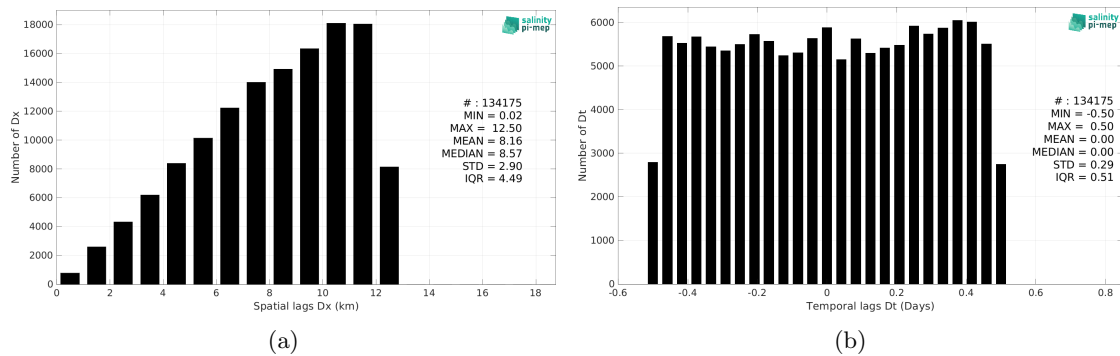 salinity
pi-mep
18000
16000
14000
12000
10000
8000
6000
4000
2000
0
Number of Dx
# : 134175
MIN = 0.02
MAX = 12.50
MEAN = 8.16
MEDIAN = 8.57
STD = 2.90
IQR = 4.49
0 2 4 6 8 10 12 14 16 18
Spatial lags Dx (km)
(a)
salinity
pi-mep
6000
5000
4000
3000
2000
1000
0
Number of Dt
# : 134175
MIN = -0.50
MAX = 0.50
MEAN = 0.00
MEDIAN = 0.00
STD = 0.29
IQR = 0.51
-0.6 -0.4 -0.2 0 0.2 0.4 0.6 0.8
Temporal lags Dt (Days)
(b)